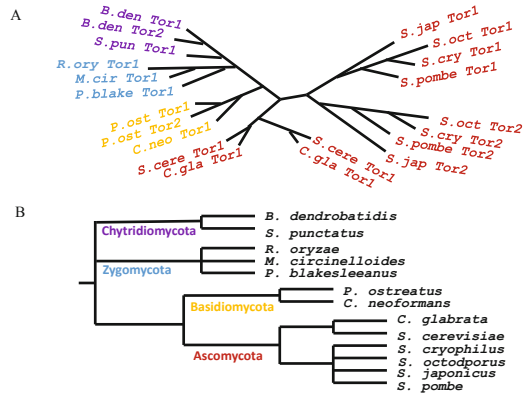 A
B.den Tor1
B.den Tor2
S.pun Tor1
R.ory Tor1
M.cir Tor1
P.blake Tor1
P.ost Tor1
P.ost Tor2
C.neo Tor1
S.cere Tor1
C.gla Tor1
S.jap Tor1
S.oct Tor1
S.cry Tor1
S.pombe Tor1
S.oct Tor2
S.cry Tor2
S.pombe Tor2
S.jap Tor2
S.cere Tor1
C.gla Tor1
B
Chytridiomycota
Zygomycota
Basidiomycota
Ascomycota
B. dendrobatidis
S. punctatus
R. oryzae
M. circinelloides
P. blakesleeanus
P. ostreatus
C. neoformans
C. glabrata
S. cerevisiae
S. cryophilus
S. octodporus
S. japonicus
S. pombe